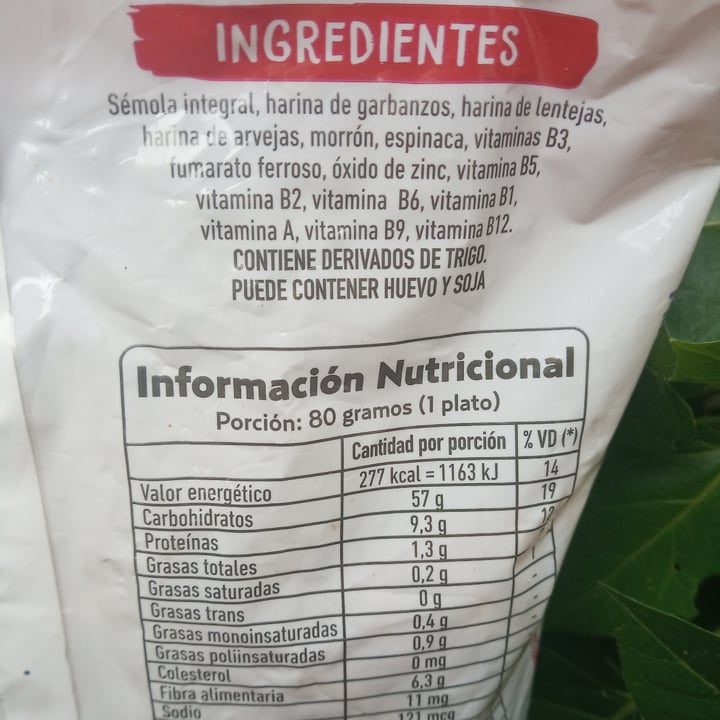 INGREDIENTES
Sémola integral, harina de garbanzos, harina de lentejas,
harina de arvejas, morrón, espinaca, vitaminas B3,
fumarato ferroso, óxido de zinc, vitamina B5,
vitamina B2, vitamina B6, vitamina B1,
vitamina A, vitamina B9, vitamina B12.
CONTIENE DERIVADOS DE TRIGO.
PUEDE CONTENER HUEVO Y SOJA
Información Nutricional
Porción: 80 gramos (1 plato)
Cantidad por porción % VD (*)
Valor energético 277 kcal = 1163 kJ 14
Carbohidratos 57 g 19
Proteínas 9,3 g
Grasas totales 1,3 g
Grasas saturadas 0,2 g -
Grasas trans 0 g -
Grasas monoinsaturadas 0,4 g -
Grasas poliinsaturadas 0,9 g
Colesterol 0 mg
Fibra alimentaria 6,3 g
Sodio 11 mg
121 mcg